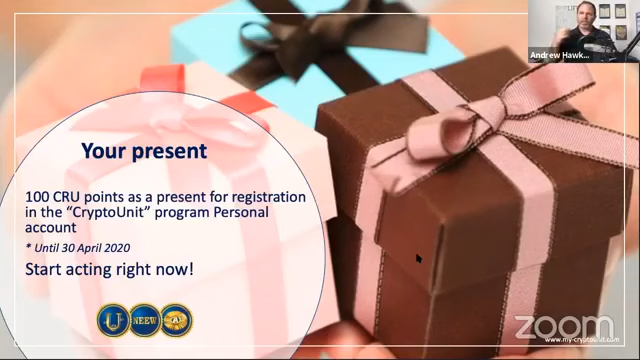 Andrew Hawk...
Your present
100 CRU points as a present for registration
in the “CryptoUnit” program Personal
account
* Until 30 April 2020
Start acting right now!
U NEEW
zoom
www.my-cryptounit.com